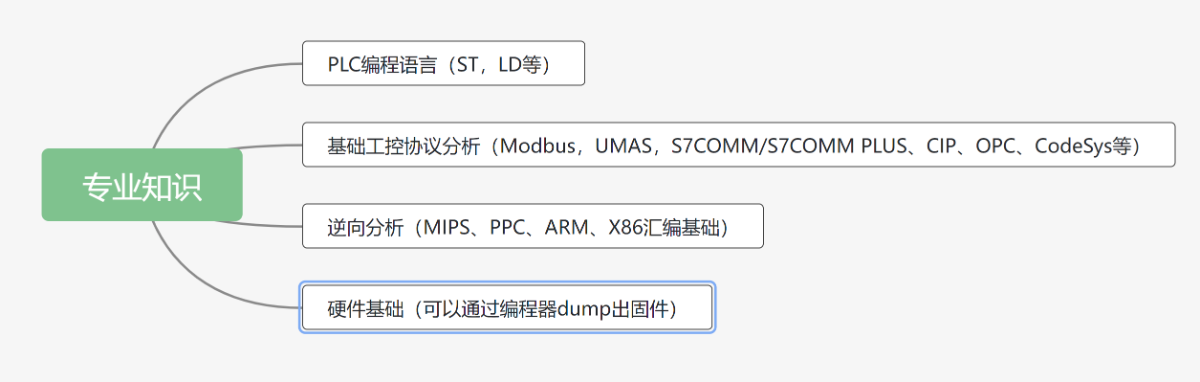 PLC编程语言（ST，LD等）
基础工控协议分析（Modbus，UMAS，S7COMM/S7COMM PLUS、CIP、OPC、CodeSys等）
专业知识
逆向分析（MIPS、PPC、ARM、X86汇编基础）
硬件基础（可以通过编程器dump出固件）